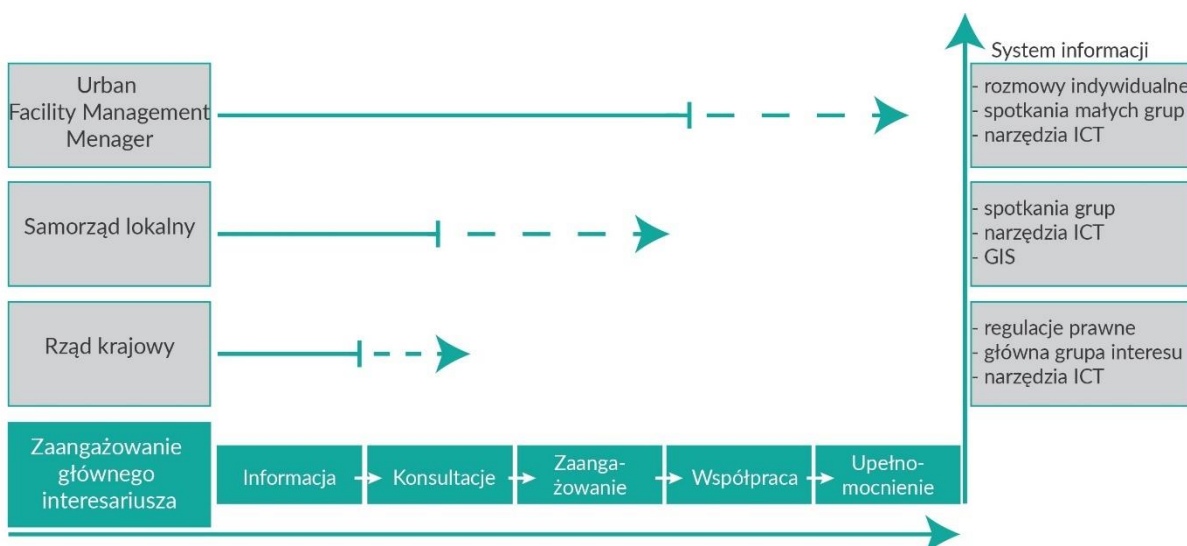 System informacji
Urban
Facility Management
Menager
- rozmowy indywidualne
- spotkania małych grup
- narzędzia ICT
Samorząd lokalny
- spotkania grup
- narzędzia ICT
- GIS
Rząd krajowy
- regulacje prawne
- główna grupa interesu
- narzędzia ICT
Zaangażowanie
głównego
interesariusza
Informacja
Konsultacje
Zaanga-
żowanie
Współpraca
Upełno-
mocnienie